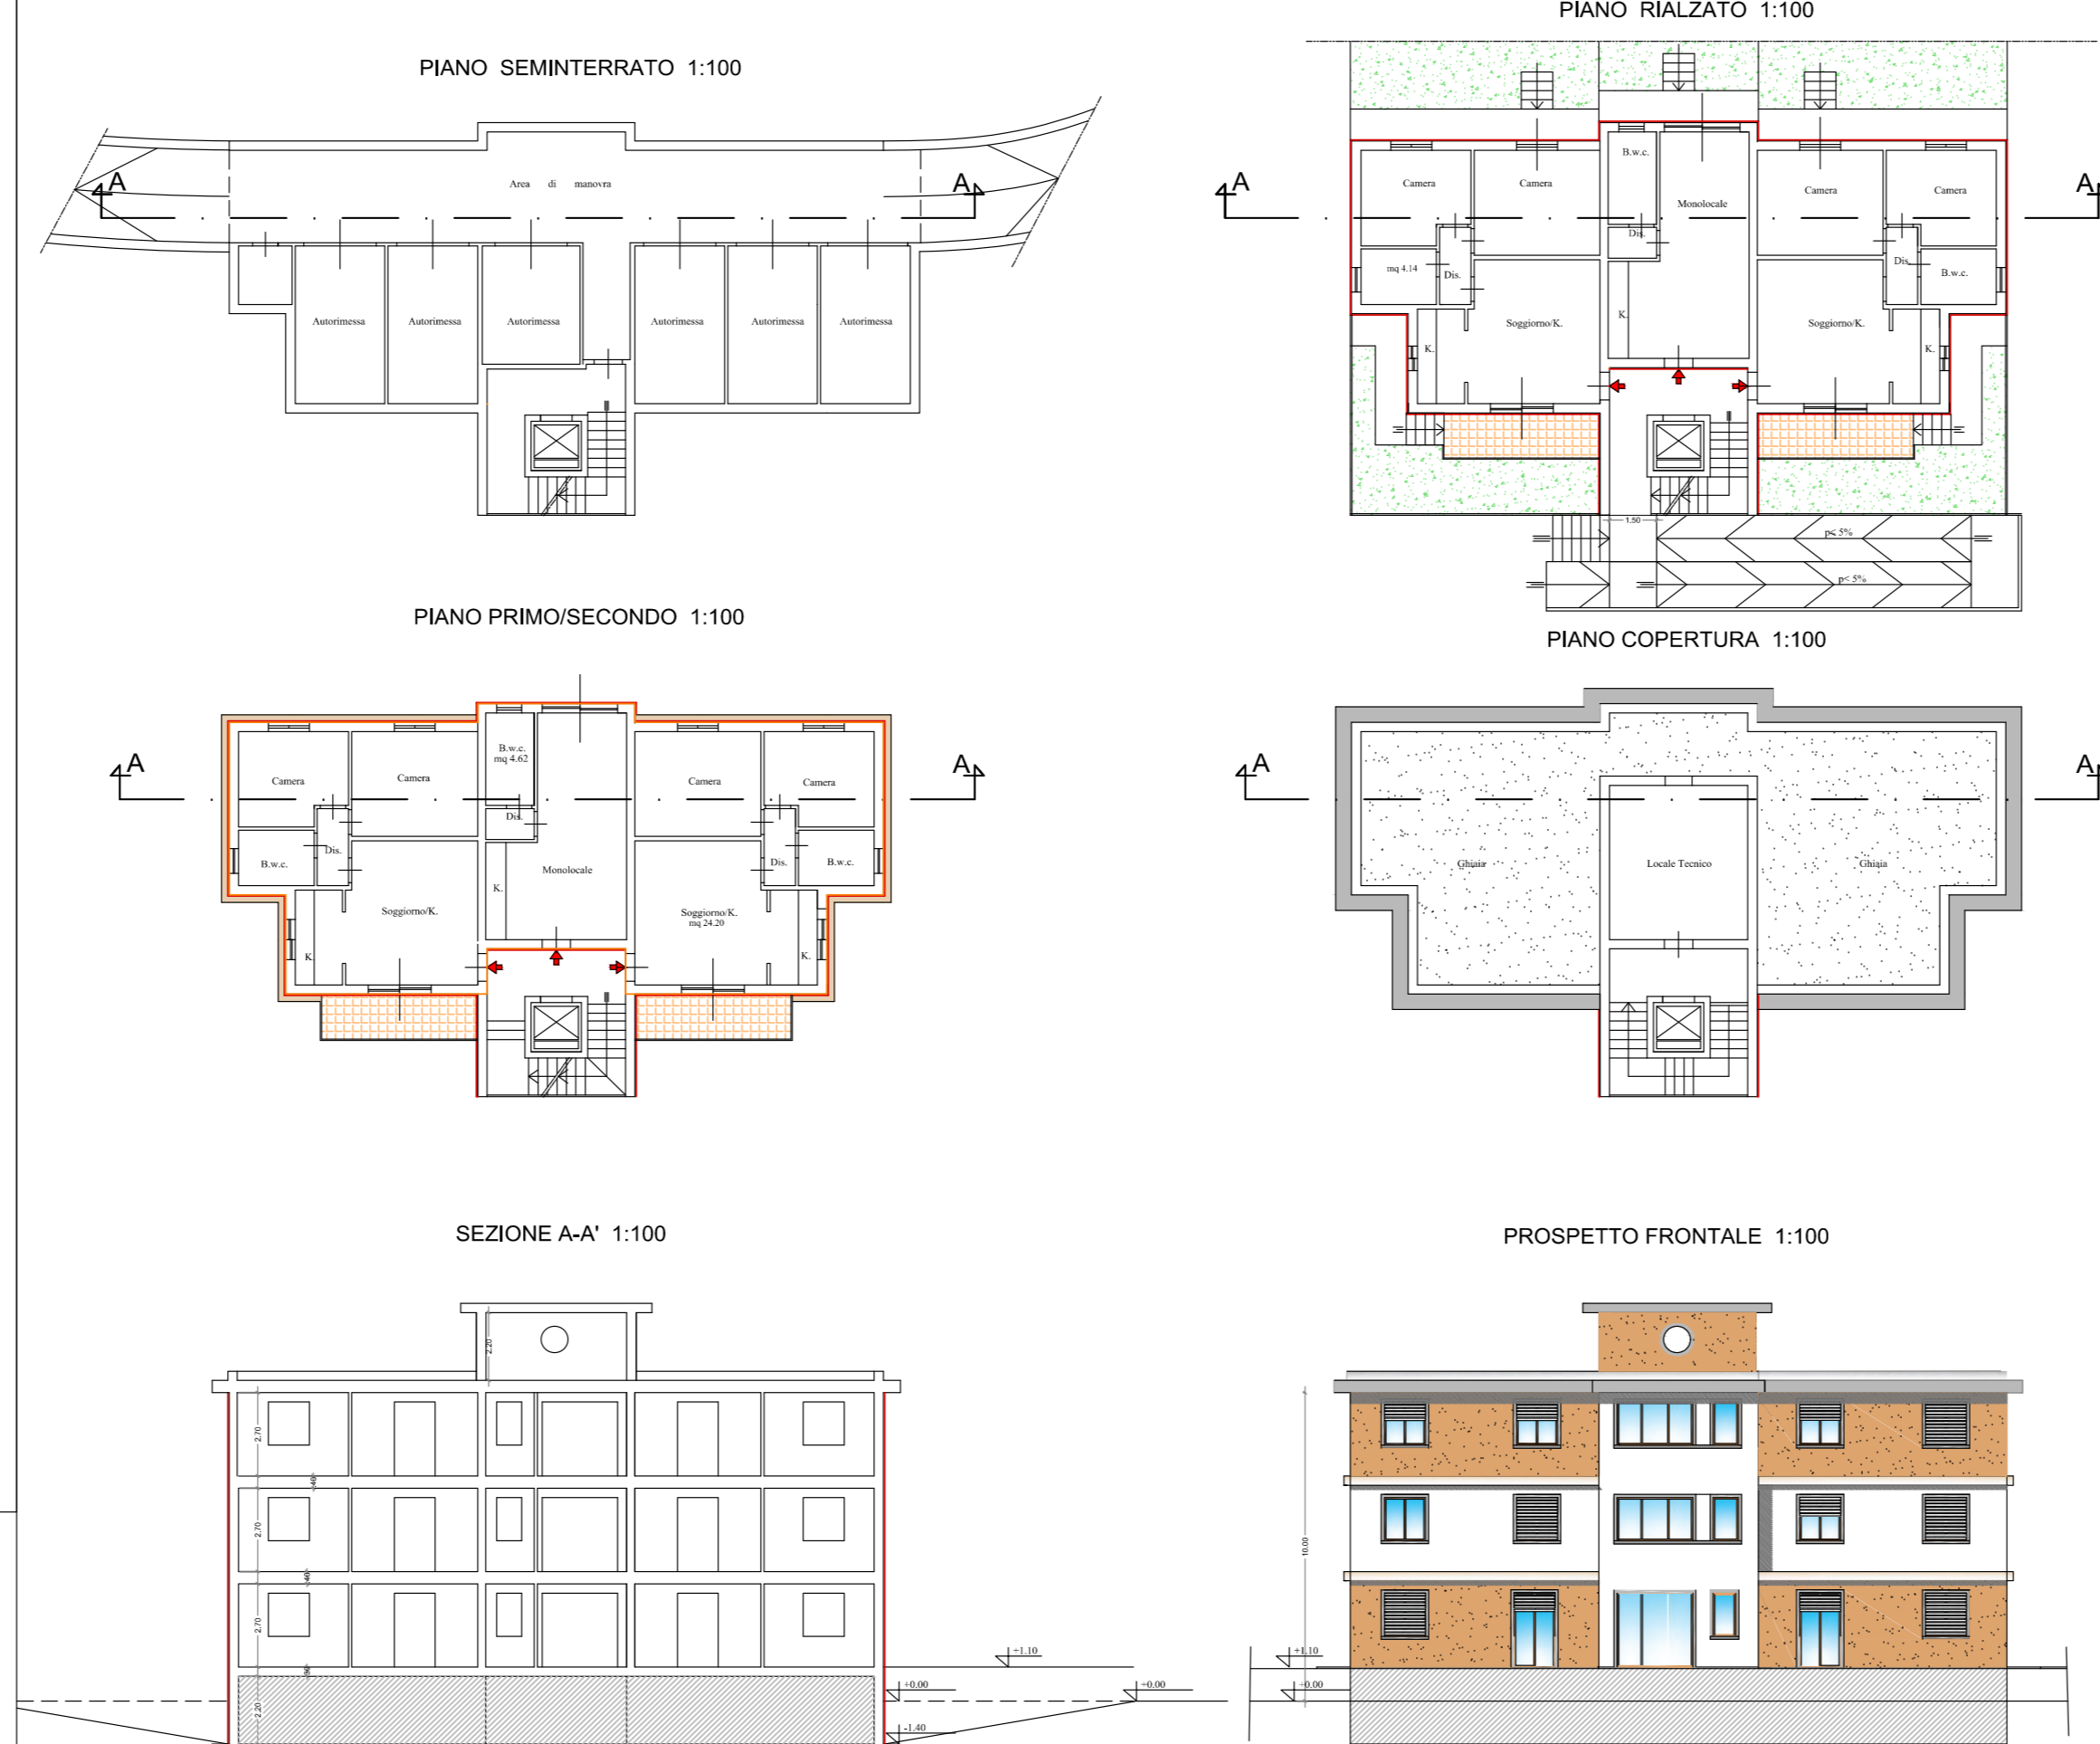 PIANO SEMINTERRATO 1:100
A
A
Area di manovra
Autorimessa
Autorimessa
Autorimessa
Autorimessa
Autorimessa
Autorimessa
PIANO RIALZATO 1:100
A
A
B.w.c.
Camera
Camera
Monolocale
Camera
Camera
Dis.
mq 4.14
Dis.
Dis.
B.w.c.
K.
Soggiorno/K.
Soggiorno/K.
K.
K.
1.50
p< 5%
p< 5%
PIANO PRIMO/SECONDO 1:100
A
A
B.w.c.
mq 4.62
Camera
Camera
Camera
Camera
Dis.
B.w.c.
Dis.
Monolocale
Dis.
B.w.c.
K.
Soggiorno/K.
Soggiorno/K.
mq 24.20
K.
K.
PIANO COPERTURA 1:100
A
A
Ghiaia
Locale Tecnico
Ghiaia
SEZIONE A-A' 1:100
2.20
2.70
40
2.70
40
2.70
30
2.20
+1.10
+0.00
+0.00
-1.40
PROSPETTO FRONTALE 1:100
10.00
+1.10
+0.00